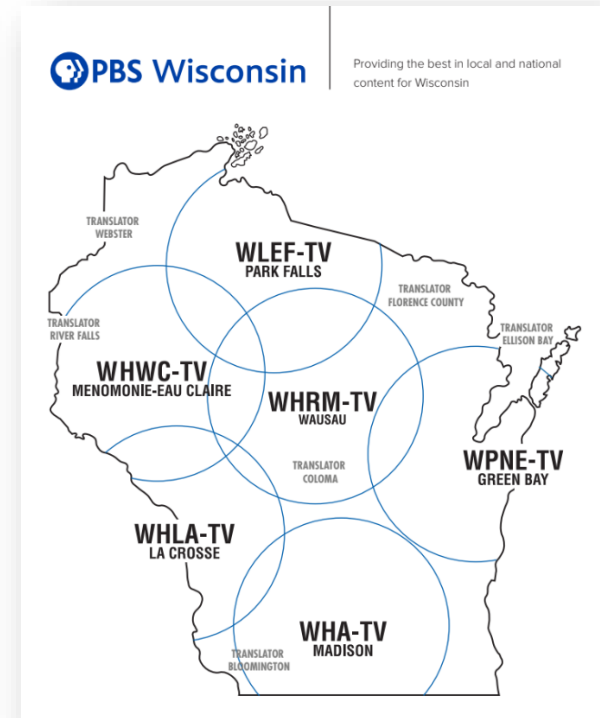 PBS Wisconsin
Providing the best in local and national
content for Wisconsin
TRANSLATOR
WEBSTER
WLEF-TV
PARK FALLS
TRANSLATOR
FLORENCE COUNTY
TRANSLATOR
RIVER FALLS
TRANSLATOR
ELLISON BAY
WHWC-TV
MENOMONIE-EAU CLAIRE
WHRM-TV
WAUSAU
TRANSLATOR
COLOMA
WPNE-TV
GREEN BAY
WHLA-TV
LA CROSSE
WHA-TV
MADISON
TRANSLATOR
BLOOMINGTON